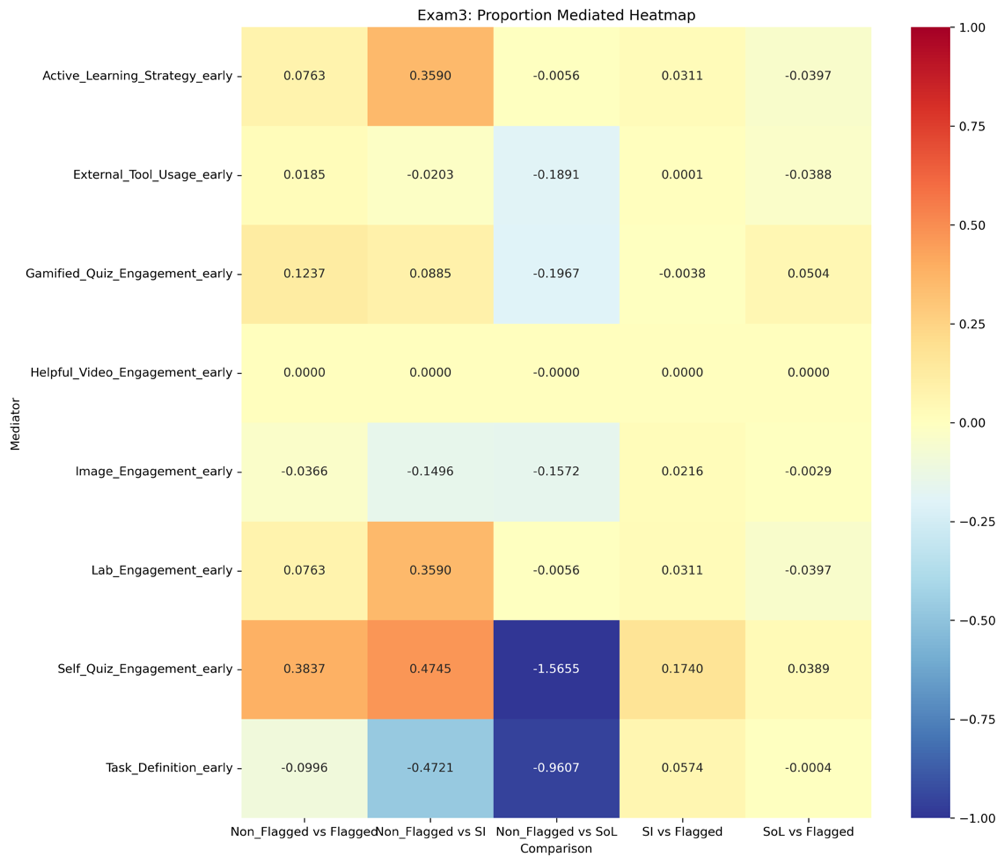 Exam3: Proportion Mediated Heatmap
Mediator
Active_Learning_Strategy_early 0.0763 0.3590 -0.0056 0.0311 -0.0397
External_Tool_Usage_early 0.0185 -0.0203 -0.1891 0.0001 -0.0388
Gamified_Quiz_Engagement_early 0.1237 0.0885 -0.1967 -0.0038 0.0504
Helpful_Video_Engagement_early 0.0000 0.0000 -0.0000 0.0000 0.0000
Image_Engagement_early -0.0366 -0.1496 -0.1572 0.0216 -0.0029
Lab_Engagement_early 0.0763 0.3590 -0.0056 0.0311 -0.0397
Self_Quiz_Engagement_early 0.3837 0.4745 -1.5655 0.1740 0.0389
Task_Definition_early -0.0996 -0.4721 -0.9607 0.0574 -0.0004
Non_Flagged vs Flagged Non_Flagged vs SI Non_Flagged vs SoL SI vs Flagged SoL vs Flagged
Comparison
1.00
0.75
0.50
0.25
0.00
−0.25
−0.50
−0.75
−1.00